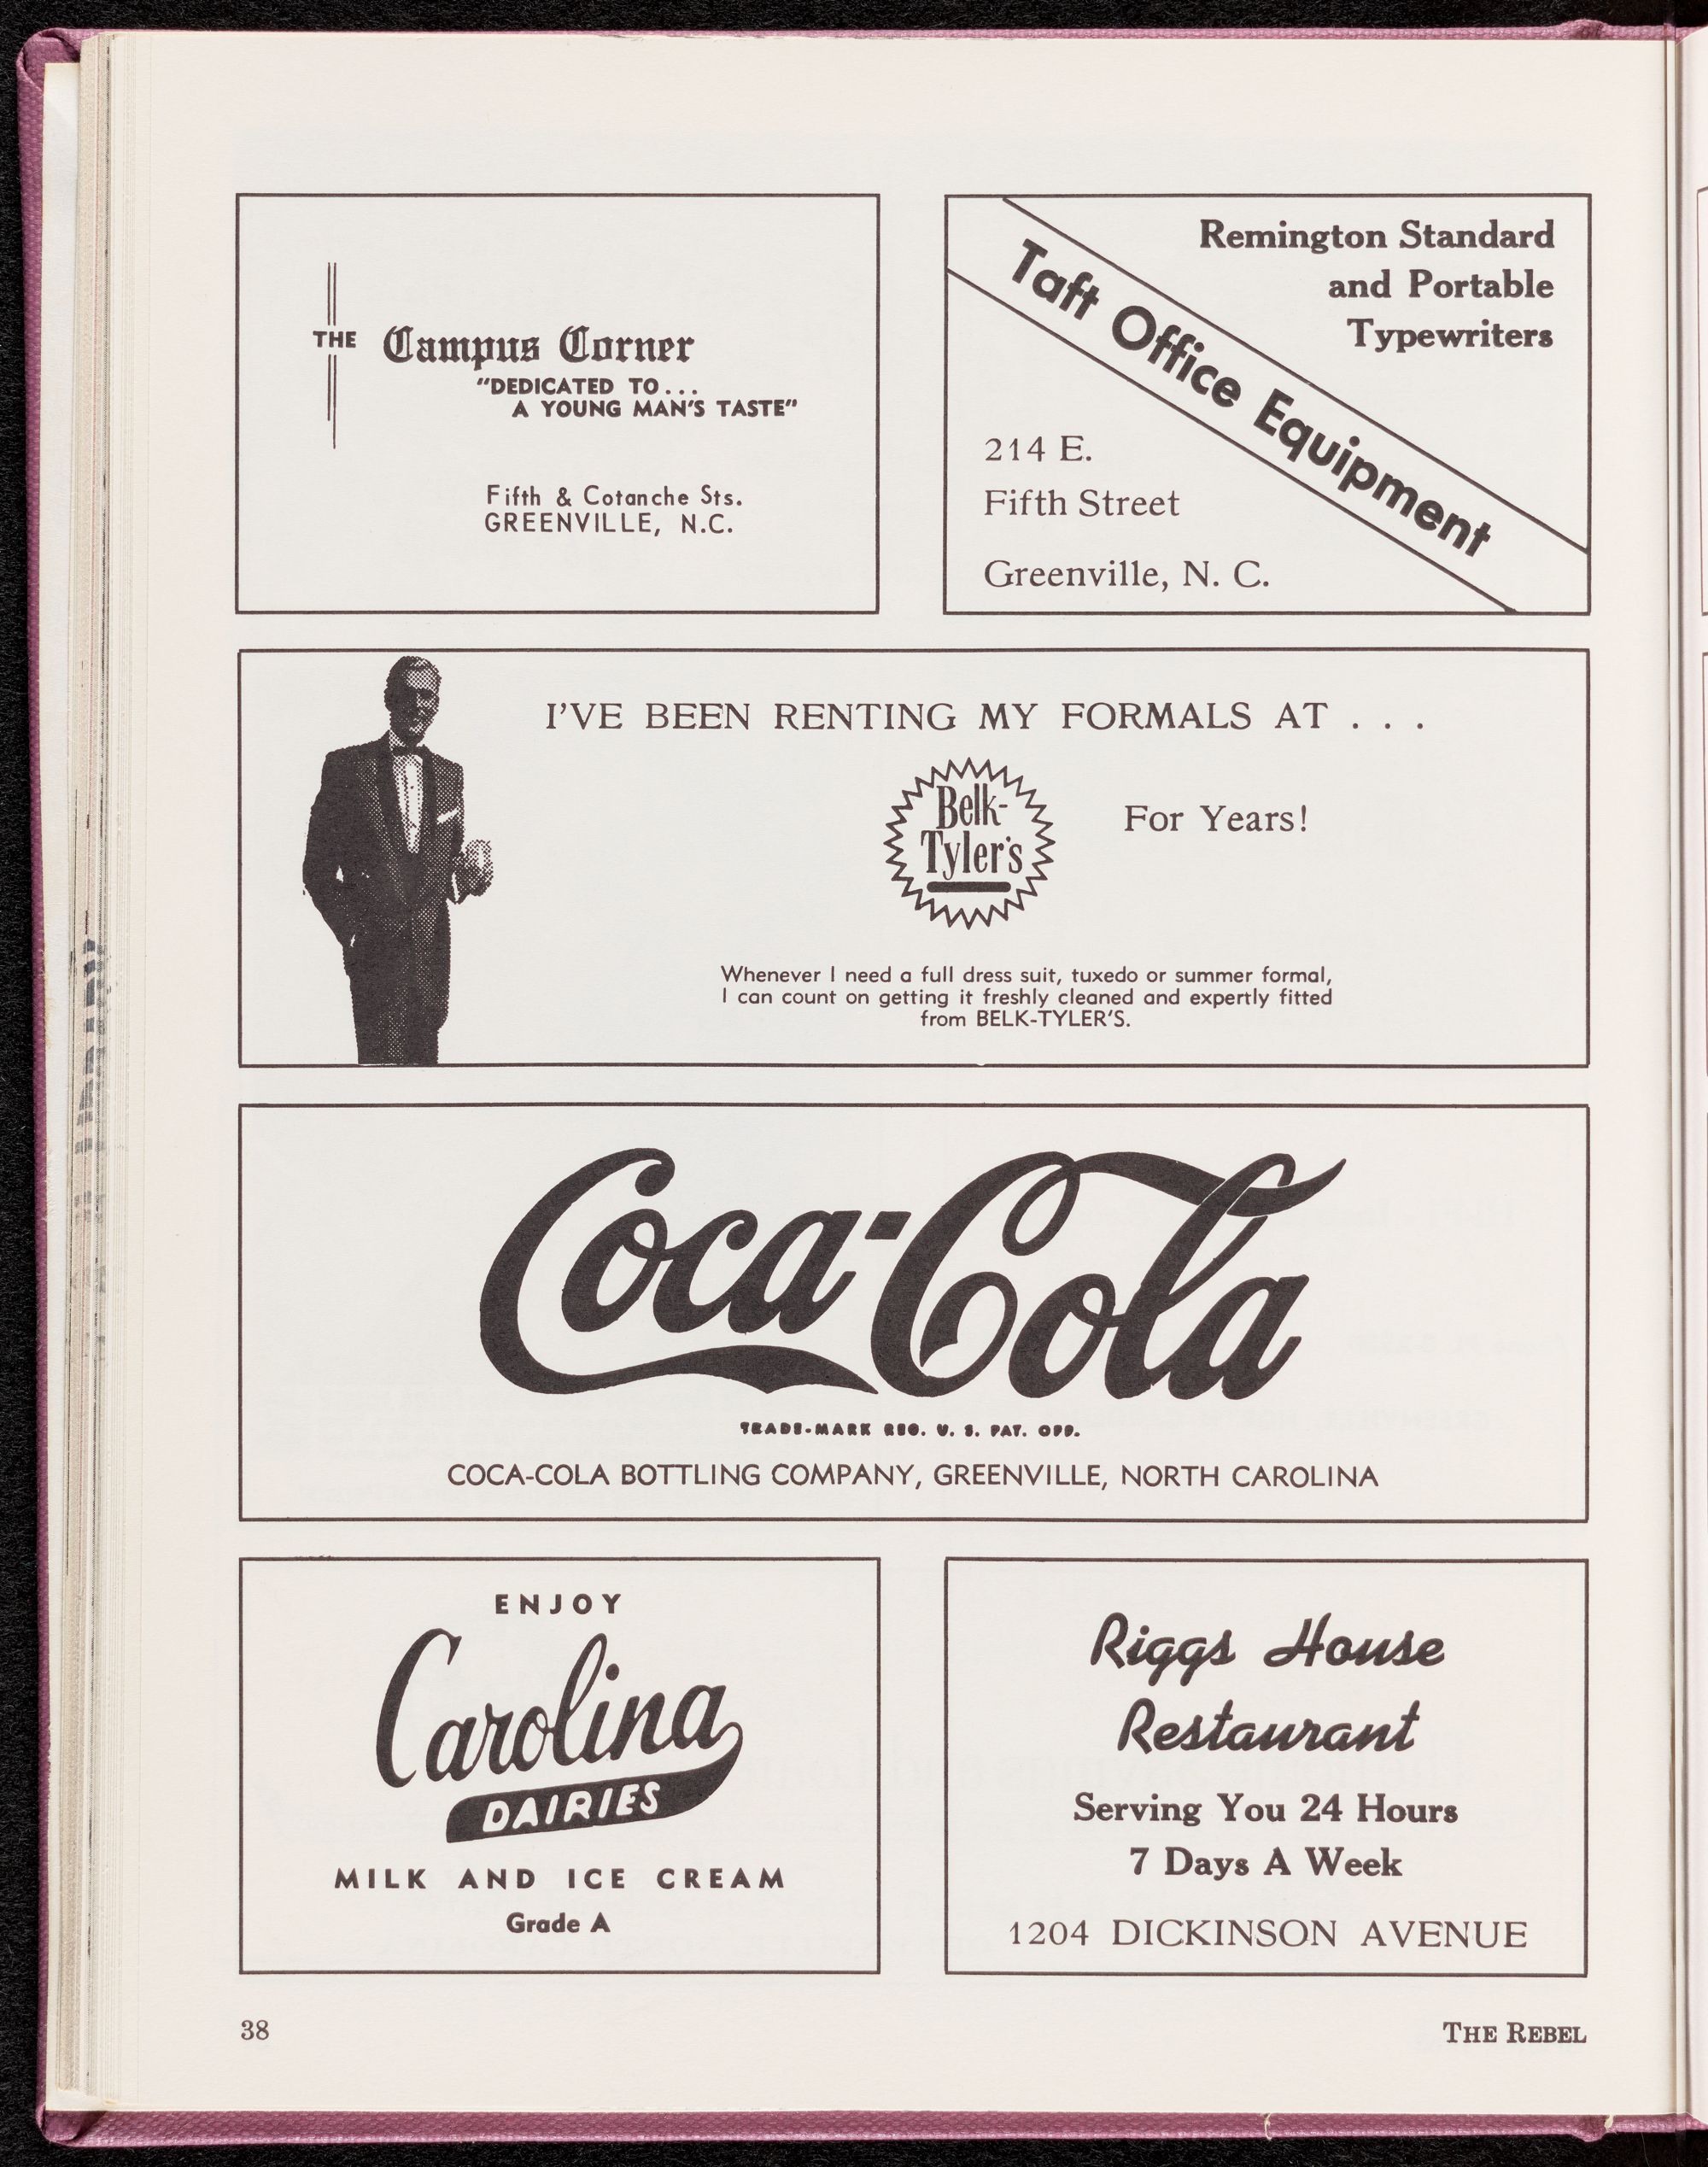 THE Campus Corner
"DEDICATED TO...
A YOUNG MAN'S TASTE"
Fifth & Cotanche Sts.
GREENVILLE, N.C.
Remington Standard
and Portable
Typewriters
Taft Office Equipment
214 E.
Fifth Street
Greenville, N. C.
I'VE BEEN RENTING MY FORMALS AT . . .
Belk-
Tyler's
For Years!
Whenever I need a full dress suit, tuxedo or summer formal,
I can count on getting it freshly cleaned and expertly fitted
from BELK-TYLER'S.
Coca-Cola
TRADE-MARK REG. U. S. PAT. OFF.
COCA-COLA BOTTLING COMPANY, GREENVILLE, NORTH CAROLINA
ENJOY
Carolina
DAIRIES
MILK AND ICE CREAM
Grade A
Riggs House
Restaurant
Serving You 24 Hours
7 Days A Week
1204 DICKINSON AVENUE
38
THE REBEL